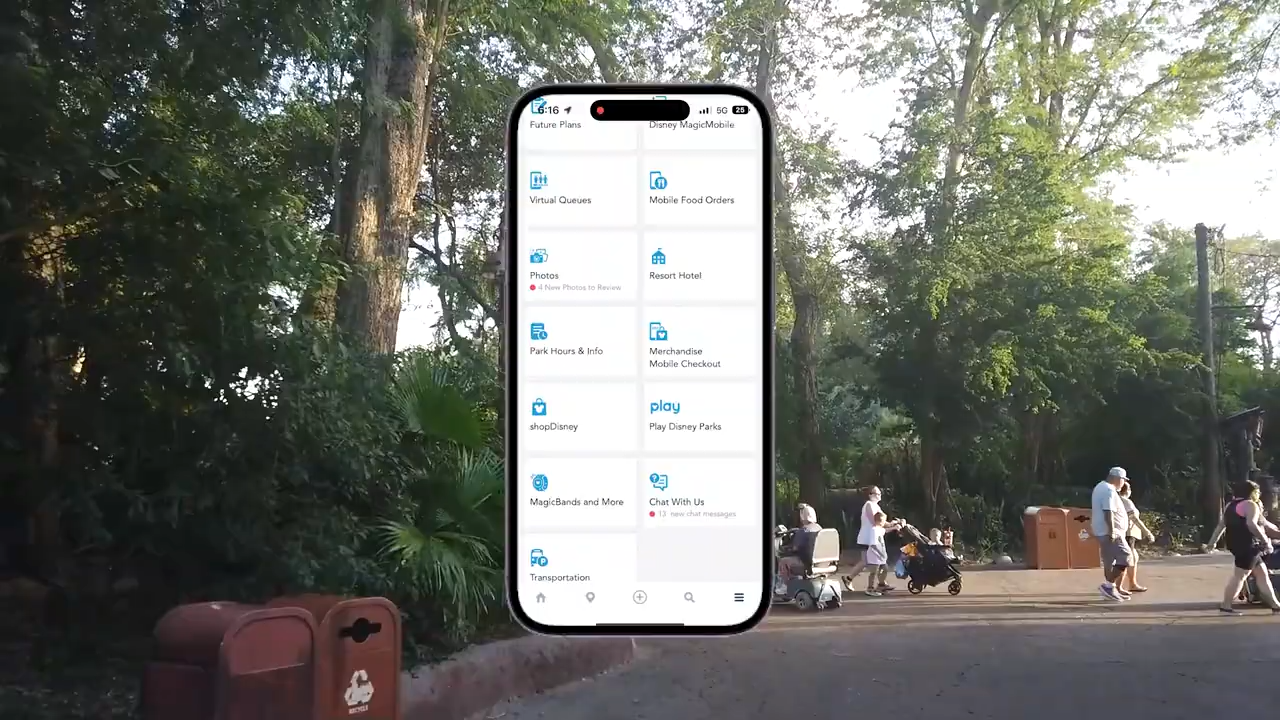 6:16
5G
25
Future Plans
Disney MagicMobile
Virtual Queues
Mobile Food Orders
Photos
4 New Photos to Review
Resort Hotel
Park Hours & Info
Merchandise
Mobile Checkout
shopDisney
play
Play Disney Parks
MagicBands and More
Chat With Us
13 new chat messages
Transportation
RECYCLE